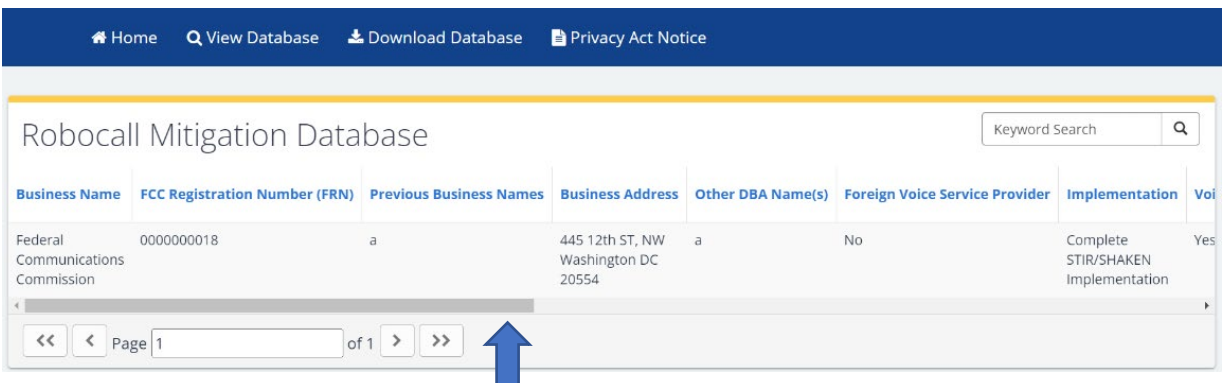 Home View Database Download Database Privacy Act Notice
Robocall Mitigation Database
Keyword Search
Business Name FCC Registration Number (FRN) Previous Business Names Business Address Other DBA Name(s) Foreign Voice Service Provider Implementation Voi
Federal 0000000018 a 445 12th ST, NW a No Complete Yes
Communications Washington DC STIR/SHAKEN
Commission 20554 Implementation
<< < Page 1 of 1 > >>